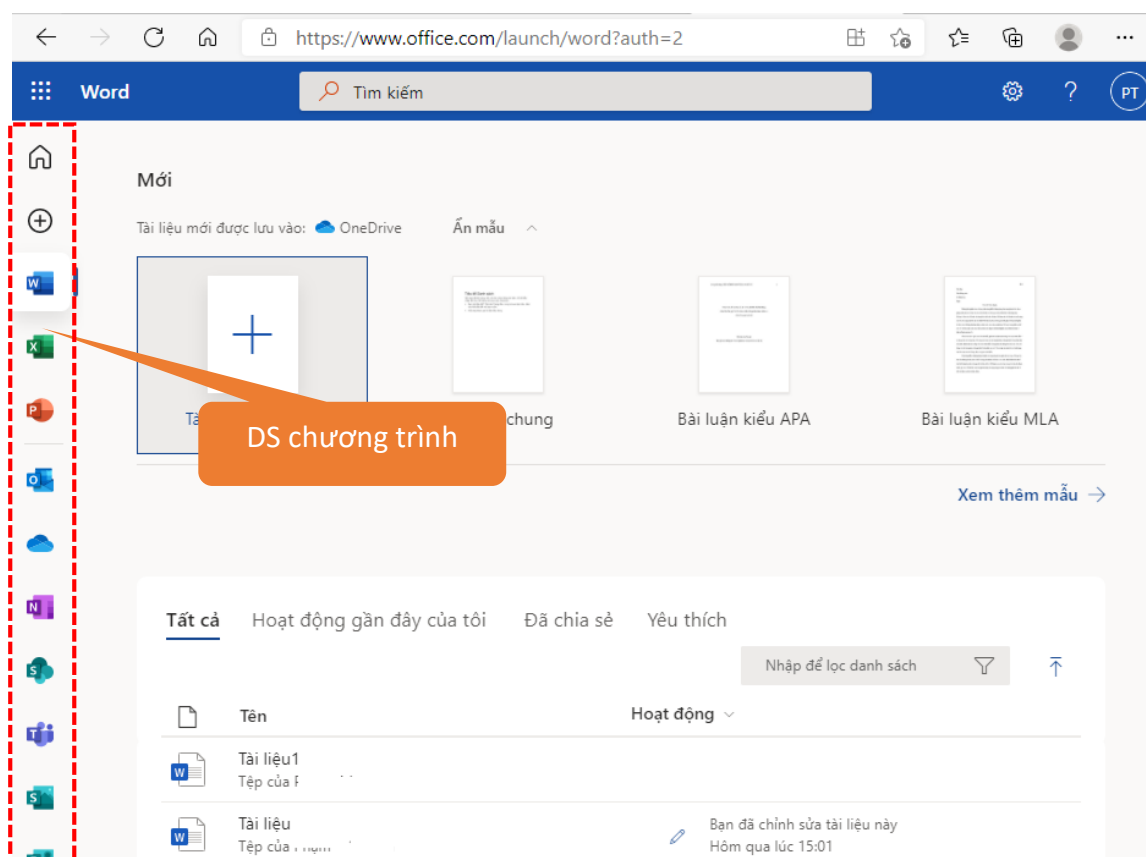 https://www.office.com/launch/word?auth=2
Word
Tìm kiếm
PT
Mới
Tài liệu mới được lưu vào: OneDrive Ẩn mẫu
chung
Bài luận kiểu APA
Bài luận kiểu MLA
DS chương trình
Xem thêm mẫu
Tất cả Hoạt động gần đây của tôi Đã chia sẻ Yêu thích
Nhập để lọc danh sách
Tên Hoạt động
Tài liệu1
Tệp của
Tài liệu
Tệp của
Bạn đã chỉnh sửa tài liệu này
Hôm qua lúc 15:01